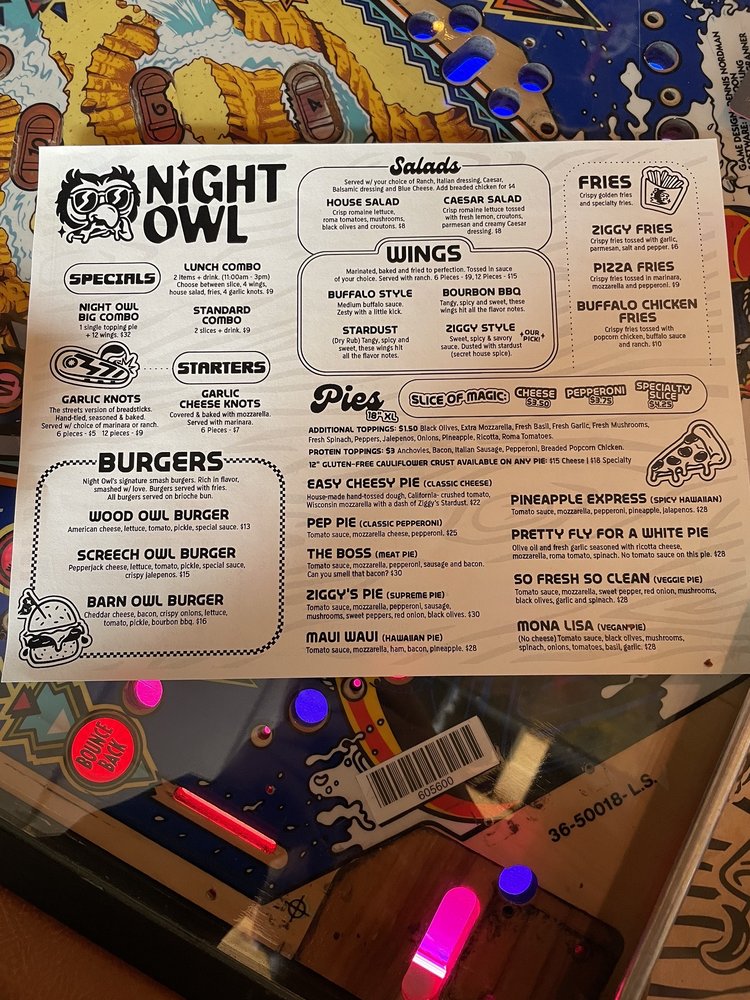 NIGHT
OWL
SPECIALS
LUNCH COMBO
2 items + drink. (11:00am - 3pm)
Choose between slice, 4 wings,
house salad, fries, 4 garlic knots. $9
NIGHT OWL
BIG COMBO
1 single topping pie
+ 12 wings. $32
STANDARD
COMBO
2 slices + drink. $9
STARTERS
GARLIC KNOTS
The streets version of breadsticks.
Hand-tied, seasoned & baked.
Served w/ choice of marinara or ranch.
6 pieces - $5 12 pieces - $9
GARLIC
CHEESE KNOTS
Covered & baked with mozzarella.
Served with marinara.
6 Pieces - $7
BURGERS
Night Owl's signature smash burgers. Rich in flavor,
smashed w/ love. Burgers served with fries.
All burgers served on brioche bun.
WOOD OWL BURGER
American cheese, lettuce, tomato, pickle, special sauce. $13
SCREECH OWL BURGER
Pepperjack cheese, lettuce, tomato, pickle, special sauce,
crispy jalepenos. $15
BARN OWL BURGER
Cheddar cheese, bacon, crispy onions, lettuce,
tomato, pickle, bourbon bbq. $16
Salads
Served w/ your choice of Ranch, Italian dressing, Caesar,
Balsamic dressing and Blue Cheese. Add breaded chicken for $4
HOUSE SALAD
Crisp romaine lettuce,
roma tomatoes, mushrooms,
black olives and croutons. $8
CAESAR SALAD
Crisp romaine lettuce tossed
with fresh lemon, croutons,
parmesan and creamy Caesar
dressing. $8
WINGS
Marinated, baked and fried to perfection. Tossed in sauce
of your choice. Served with ranch. 6 Pieces - $9, 12 Pieces - $15
BUFFALO STYLE
Medium buffalo sauce.
Zesty with a little kick.
BOURBON BBQ
Tangy, spicy and sweet, these
wings hit all the flavor notes.
STARDUST
(Dry Rub) Tangy, spicy and
sweet, these wings hit
all the flavor notes.
ZIGGY STYLE
Sweet, spicy & savory
sauce. Dusted with stardust
(secret house spice).
OUR
PICK!
FRIES
Crispy golden fries
and specialty fries.
ZIGGY FRIES
Crispy fries tossed with garlic,
parmesan, salt and pepper. $6
PIZZA FRIES
Crispy fries tossed in marinara,
mozzarella and pepperoni. $9
BUFFALO CHICKEN
FRIES
Crispy fries tossed with
popcorn chicken, buffalo sauce
and ranch. $10
Pies
18" XL
SLICE OF MAGIC: CHEESE $3.50 PEPPERONI $3.75 SPECIALTY SLICE $4.25
ADDITIONAL TOPPINGS: $1.50 Black Olives, Extra Mozzarella, Fresh Basil, Fresh Garlic, Fresh Mushrooms,
Fresh Spinach, Peppers, Jalepenos, Onions, Pineapple, Ricotta, Roma Tomatoes.
PROTEIN TOPPINGS: $3 Anchovies, Bacon, Italian Sausage, Pepperoni, Breaded Popcorn Chicken.
12" GLUTEN-FREE CAULIFLOWER CRUST AVAILABLE ON ANY PIE: $15 Cheese | $18 Specialty
EASY CHEESY PIE (CLASSIC CHEESE)
House-made hand-tossed dough, California- crushed tomato,
Wisconsin mozzarella with a dash of Ziggy's Stardust. $22
PEP PIE (CLASSIC PEPPERONI)
Tomato sauce, mozzarella cheese, pepperoni. $25
THE BOSS (MEAT PIE)
Tomato sauce, mozzarella, pepperoni, sausage and bacon.
Can you smell that bacon? $30
ZIGGY'S PIE (SUPREME PIE)
Tomato sauce, mozzarella, pepperoni, sausage,
mushrooms, sweet peppers, red onion, black olives. $30
MAUI WAUI (HAWAIIAN PIE)
Tomato sauce, mozzarella, ham, bacon, pineapple. $28
PINEAPPLE EXPRESS (SPICY HAWAIIAN)
Tomato sauce, mozzarella, pepperoni, pineapple, jalapenos. $28
PRETTY FLY FOR A WHITE PIE
Olive oil and fresh garlic seasoned with ricotta cheese,
mozzarella, roma tomato, spinach. No tomato sauce on this pie. $28
SO FRESH SO CLEAN (VEGGIE PIE)
Tomato sauce, mozzarella, sweet pepper, red onion, mushrooms,
black olives, garlic and spinach. $28
MONA LISA (VEGAN*PIE)
(No cheese) Tomato sauce, black olives, mushrooms,
spinach, onions, tomatoes, basil, garlic. $28
BOUNCE
BACK
605600
36-50018- L.S.
4
GAME DESIGN: DENNIS NORDMAN